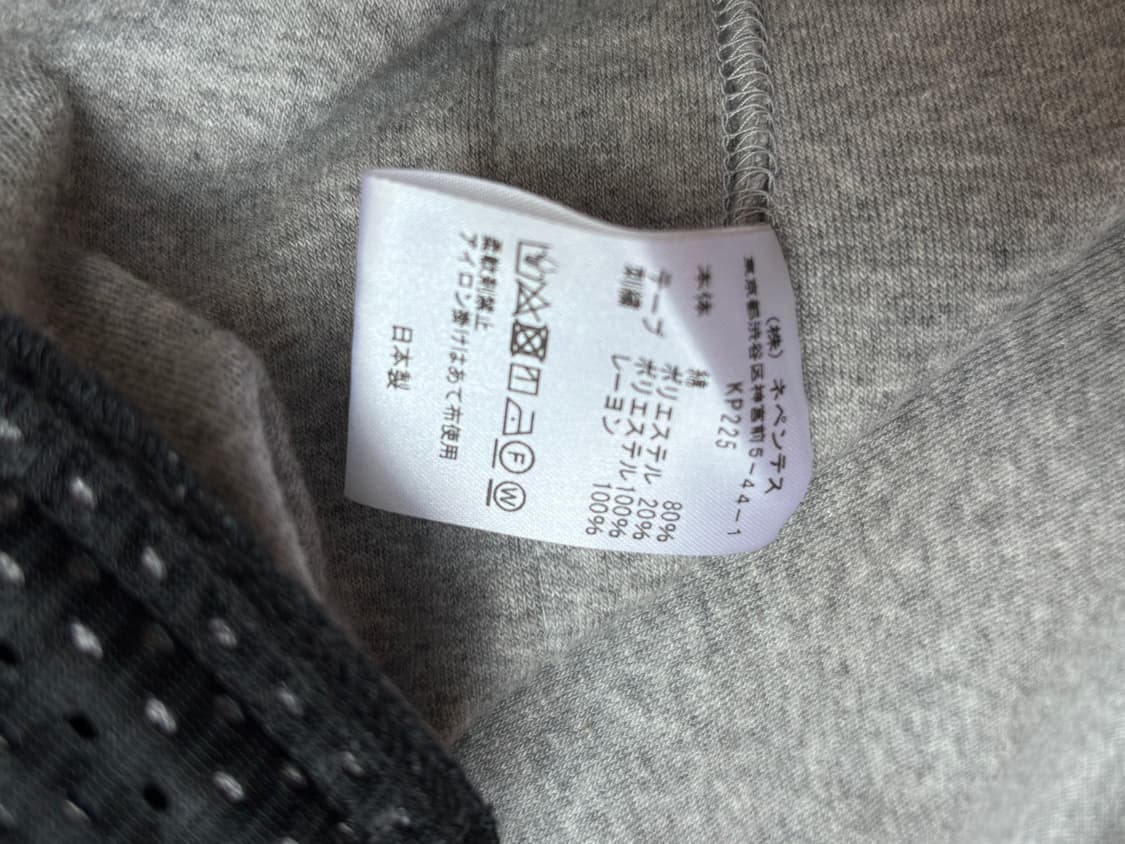 (株) ネペンテス
東京都渋谷区神宮前5-44-1
KP225
本体 綿 80%
ポリエステル 20%
テープ ポリエステル100%
刺繍 レーヨン 100%
F W
柔軟剤禁止
アイロン掛けはあて布使用
日本製